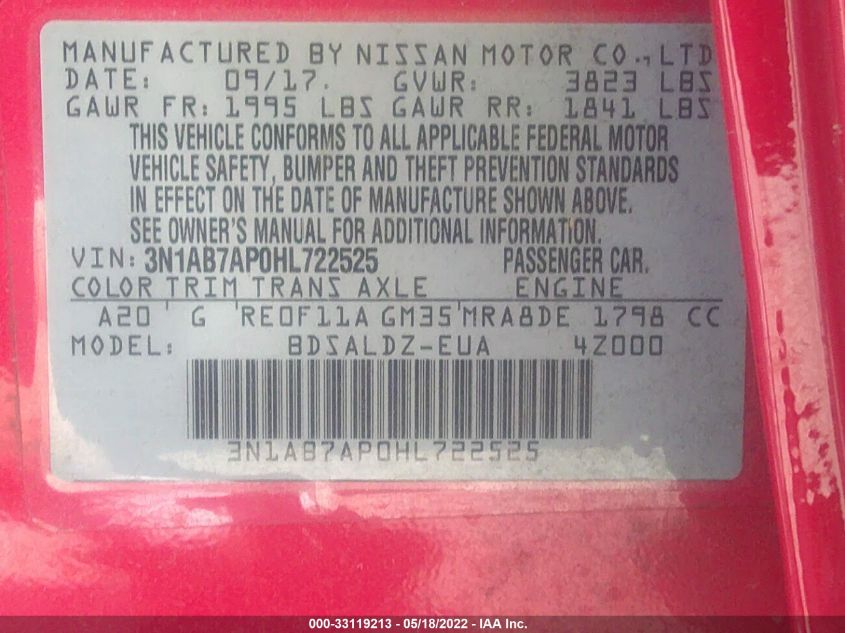 MANUFACTURED BY NISSAN MOTOR CO., LTD
DATE: 09/17. GVWR: 3823 LBS
GAWR FR: 1995 LBS GAWR RR: 1841 LBS
THIS VEHICLE CONFORMS TO ALL APPLICABLE FEDERAL MOTOR
VEHICLE SAFETY, BUMPER AND THEFT PREVENTION STANDARDS
IN EFFECT ON THE DATE OF MANUFACTURE SHOWN ABOVE.
SEE OWNER'S MANUAL FOR ADDITIONAL INFORMATION.
VIN: 3N1AB7AP0HL722525 PASSENGER CAR.
COLOR TRIM TRANS AXLE ENGINE
A20 G RE0F11A GM35 MRA8DE 1798 CC
MODEL: BDSALDZ-EUA 4Z000
3N1AB7AP0HL722525
000-33119213 - 05/18/2022 - IAA Inc.